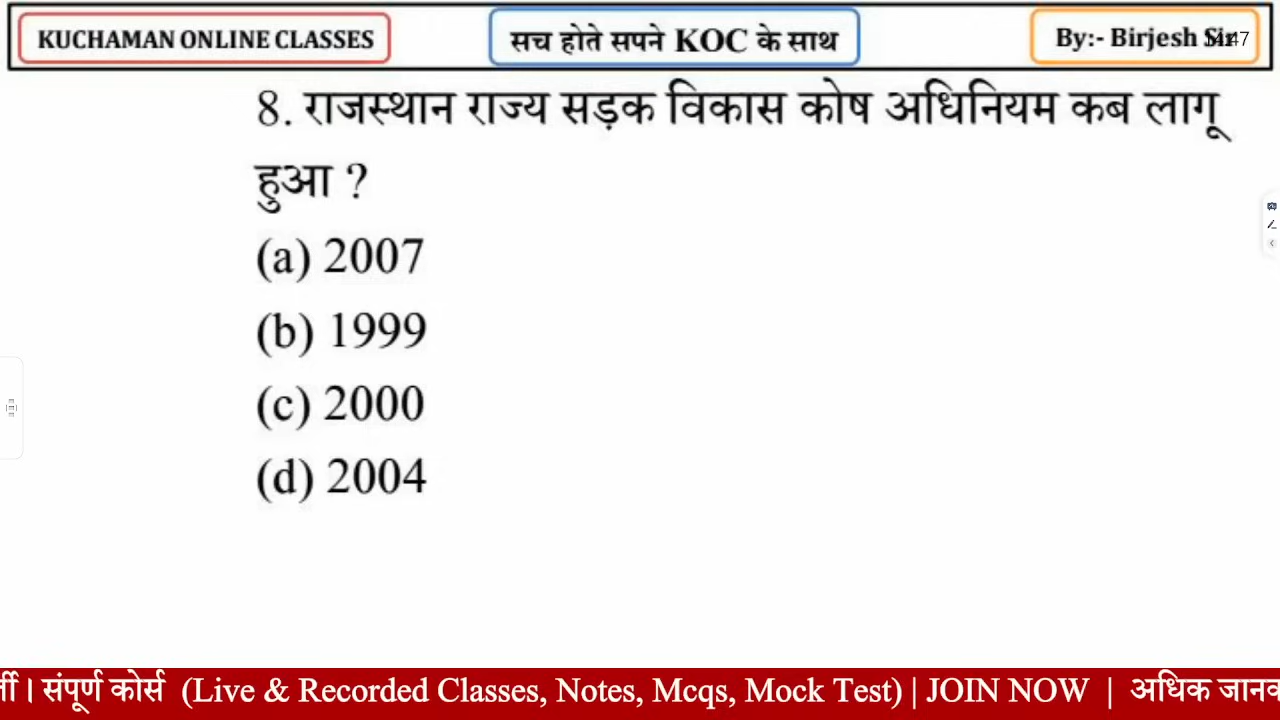 KUCHAMAN ONLINE CLASSES
सच होते सपने KOC के साथ
By:- Birjesh Sir
8. राजस्थान राज्य सड़क विकास कोष अधिनियम कब लागू
हुआ ?
(a) 2007
(b) 1999
(c) 2000
(d) 2004
र्ती। संपूर्ण कोर्स (Live & Recorded Classes, Notes, Mcqs, Mock Test) | JOIN NOW | अधिक जानक